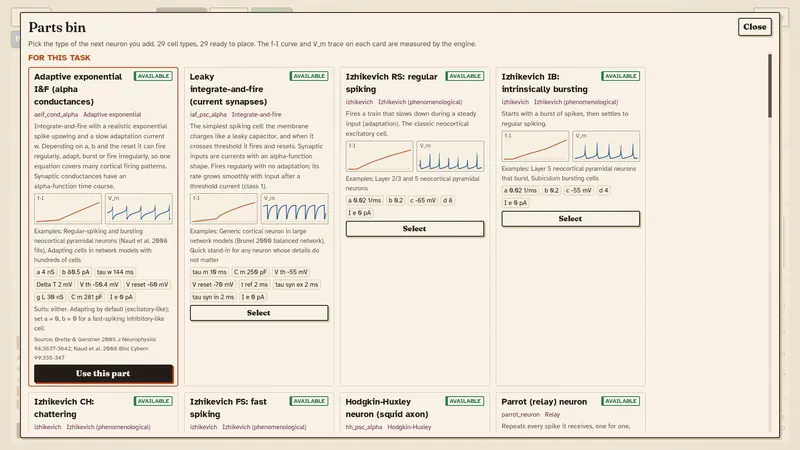 Parts bin
Close
Pick the type of the next neuron you add. 29 cell types, 29 ready to place. The f-I curve and V_m trace on each card are measured by the engine.
FOR THIS TASK
Adaptive exponential
I&F (alpha
conductances)
AVAILABLE
aeif_cond_alpha Adaptive exponential
Integrate-and-fire with a realistic exponential
spike upswing and a slow adaptation current
w. Depending on a, b and the reset it can fire
regularly, adapt, burst or fire irregularly, so one
equation covers many cortical firing patterns.
Synaptic conductances have an
alpha-function time course.
f-I
V_m
Examples: Regular-spiking and bursting
neocortical pyramidal neurons (Naud et al. 2008
fits), Adapting cells in network models with
hundreds of cells
a 4 nS b 80.5 pA tau w 144 ms
Delta T 2 mV V th -50.4 mV V reset -60 mV
g L 30 nS C m 281 pF I e 0 pA
Suits: either. Adapting by default (excitatory-like);
set a = 0, b = 0 for a fast-spiking inhibitory-like
cell.
Source: Brette & Gerstner 2005 J Neurophysiol
94:3637-3642; Naud et al. 2008 Biol Cybern
99:335-347
Use this part
Leaky
integrate-and-fire
(current synapses)
AVAILABLE
iaf_psc_alpha Integrate-and-fire
The simplest spiking cell: the membrane
charges like a leaky capacitor, and when it
crosses threshold it fires and resets. Synaptic
inputs are currents with an alpha-function
shape. Fires regularly with no adaptation; its
rate grows smoothly with input after a
threshold current (class 1).
f-I
V_m
Examples: Generic cortical neuron in large
network models (Brunel 2000 balanced network),
Quick stand-in for any neuron whose details do
not matter
tau m 10 ms C m 250 pF V th -55 mV
V reset -70 mV t ref 2 ms tau syn ex 2 ms
tau syn in 2 ms I e 0 pA
Select
Izhikevich RS: regular
spiking
AVAILABLE
izhikevich Izhikevich (phenomenological)
Fires a train that slows down during a steady
input (adaptation). The classic neocortical
excitatory cell.
f-I
V_m
Examples: Layer 2/3 and 5 neocortical pyramidal
neurons
a 0.02 1/ms b 0.2 c -65 mV d 8
I e 0 pA
Select
Izhikevich IB:
intrinsically bursting
AVAILABLE
izhikevich Izhikevich (phenomenological)
Starts with a burst of spikes, then settles to
regular spiking.
f-I
V_m
Examples: Layer 5 neocortical pyramidal neurons
that burst, Subiculum bursting cells
a 0.02 1/ms b 0.2 c -55 mV d 4
I e 0 pA
Select
Izhikevich CH:
chattering
AVAILABLE
izhikevich Izhikevich (phenomenological)
Izhikevich FS: fast
spiking
AVAILABLE
izhikevich Izhikevich (phenomenological)
Hodgkin-Huxley
neuron (squid axon)
AVAILABLE
hh_psc_alpha Hodgkin-Huxley
Parrot (relay) neuron
AVAILABLE
parrot_neuron Relay
Repeats every spike it receives, one for one,